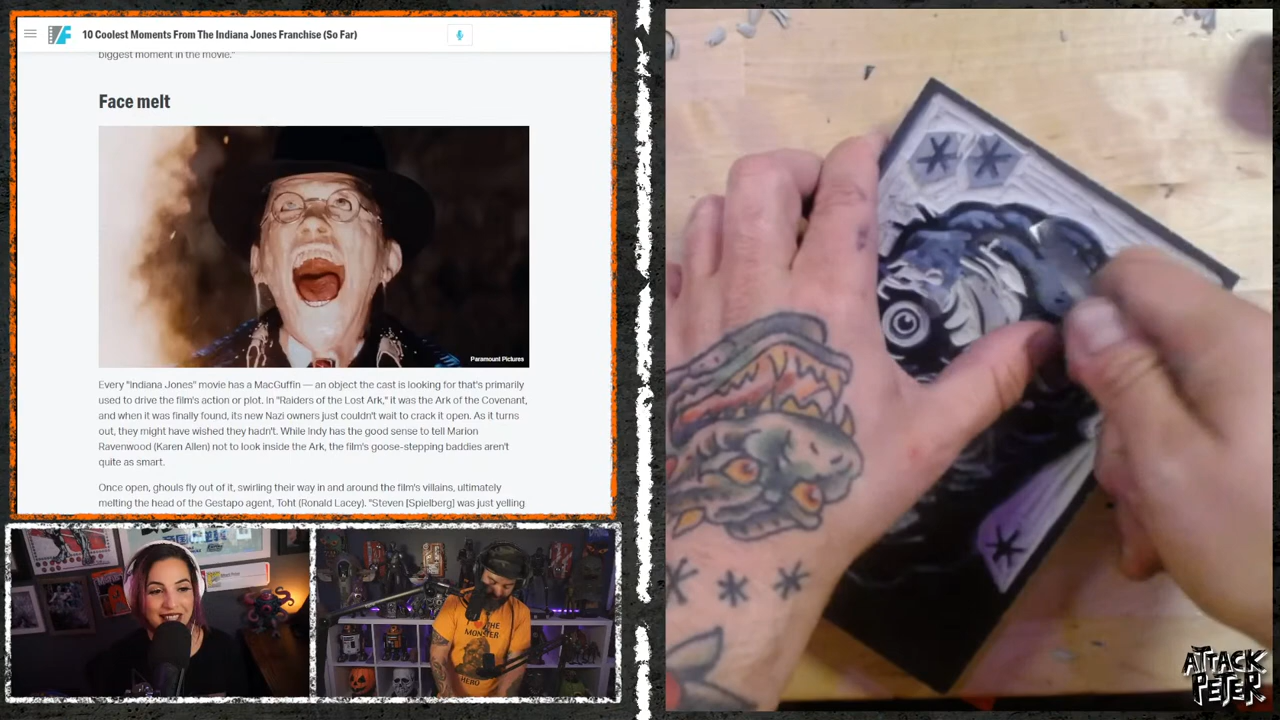 10 Coolest Moments From The Indiana Jones Franchise (So Far)
biggest moment in the movie."
Face melt
Paramount Pictures
Every "Indiana Jones" movie has a MacGuffin — an object the cast is looking for that's primarily
used to drive the film's action or plot. In "Raiders of the Lost Ark," it was the Ark of the Covenant,
and when it was finally found, its new Nazi owners just couldn't wait to crack it open. As it turns
out, they might have wished they hadn't. While Indy has the good sense to tell Marion
Ravenwood (Karen Allen) not to look inside the Ark, the film's goose-stepping baddies aren't
quite as smart.
Once open, ghouls fly out of it, swirling their way in and around the film's villains, ultimately
melting the head of the Gestapo agent, Toht (Ronald Lacey). "Steven [Spielberg] was just yelling
THE
MONSTER
HERO
ATTACK
PETER